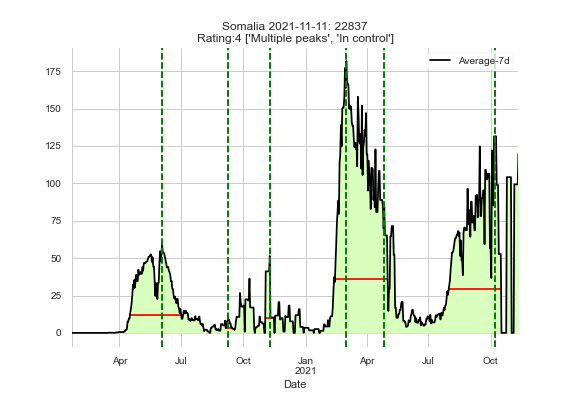 Somalia 2021-11-11: 22837
Rating:4 ['Multiple peaks', 'In control']
Average-7d
175
150
125
100
75
50
25
0
Apr Jul Oct Jan Apr Jul Oct
2021
Date